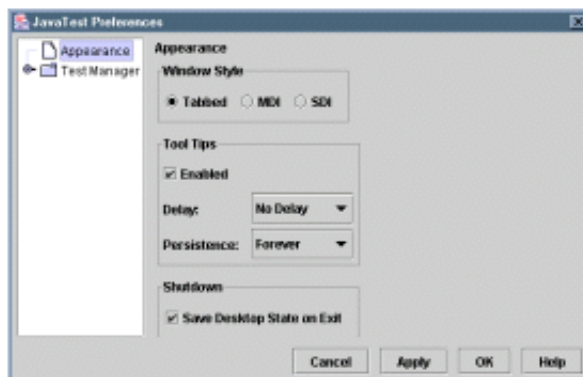 JavaTest Preferences
Appearance
Test Manager
Appearance
Window Style
Tabbed MDI SDI
Tool Tips
Enabled
Delay: No Delay
Persistence: Forever
Shutdown
Save Desktop State on Exit
Cancel Apply OK Help